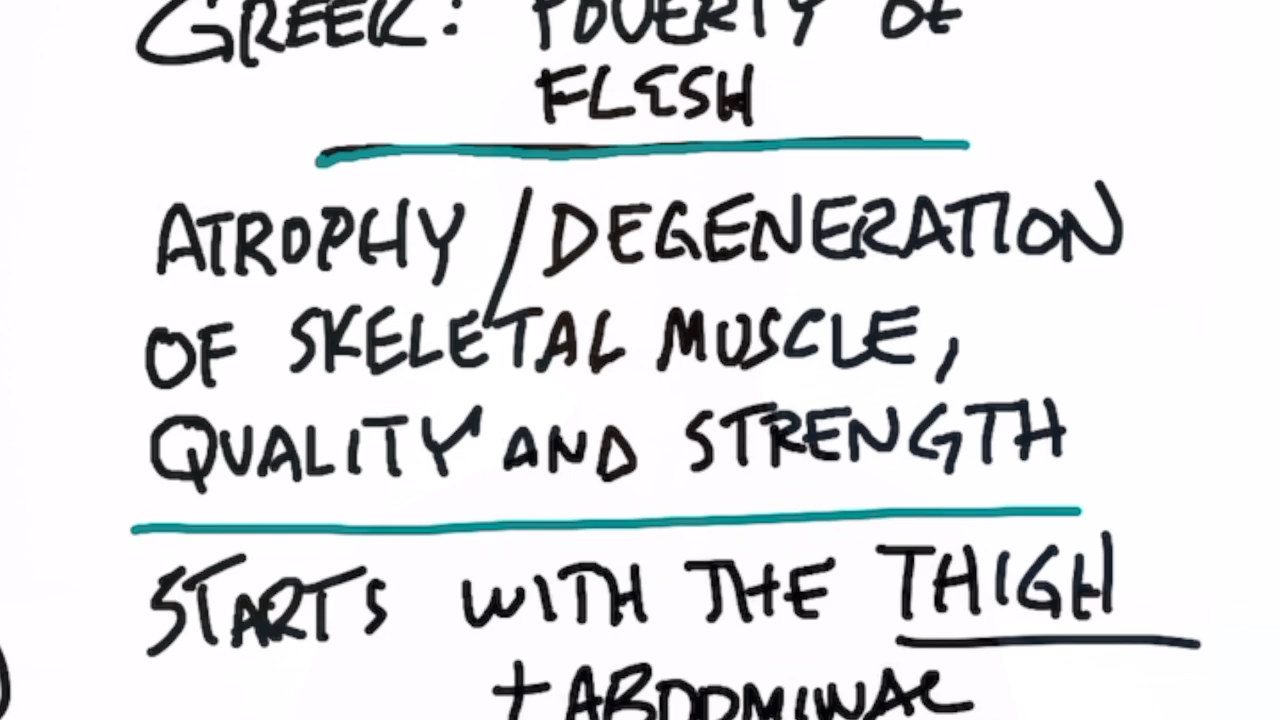 GREEK: POVERTY OF
FLESH
ATROPHY / DEGENERATION
OF SKELETAL MUSCLE,
QUALITY AND STRENGTH
STARTS WITH THE THIGH
+ ABDOMINAL